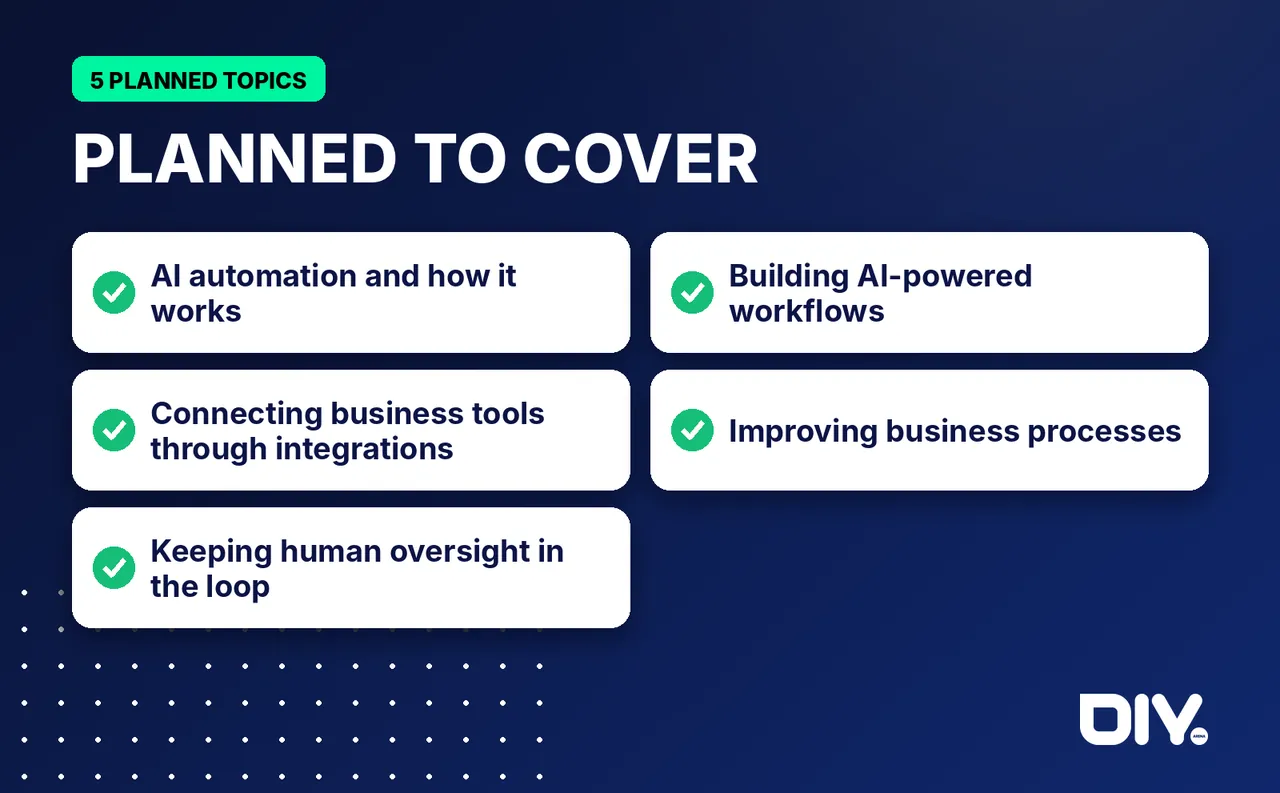 5 PLANNED TOPICS
PLANNED TO COVER
AI automation and how it
works
Building AI-powered
workflows
Connecting business tools
through integrations
Improving business processes
Keeping human oversight in
the loop
DIY.
ARENA